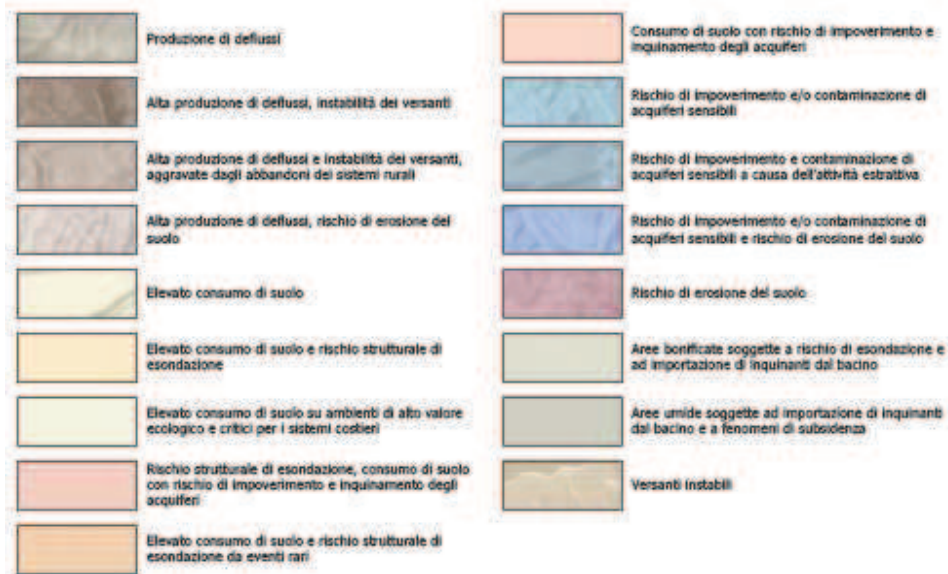 Produzione di deflussi
Alta produzione di deflussi, instabilità dei versanti
Alta produzione di deflussi e instabilità dei versanti,
aggravate dagli abbandoni dei sistemi rurali
Alta produzione di deflussi, rischio di erosione del
suolo
Elevato consumo di suolo
Elevato consumo di suolo e rischio strutturale di
esondazione
Elevato consumo di suolo su ambienti di alto valore
ecologico e critici per i sistemi costieri
Rischio strutturale di esondazione, consumo di suolo
con rischio di impoverimento e inquinamento degli
acquiferi
Elevato consumo di suolo e rischio strutturale di
esondazione da eventi rari
Consumo di suolo con rischio di impoverimento e
inquinamento degli acquiferi
Rischio di impoverimento e/o contaminazione di
acquiferi sensibili
Rischio di impoverimento e contaminazione di
acquiferi sensibili a causa dell'attività estrattiva
Rischio di impoverimento e/o contaminazione di
acquiferi sensibili e rischio di erosione del suolo
Rischio di erosione del suolo
Aree bonificate soggette a rischio di esondazione e
ad importazione di inquinanti dal bacino
Aree umide soggette ad importazione di inquinanti
dal bacino e a fenomeni di subsidenza
Versanti instabili